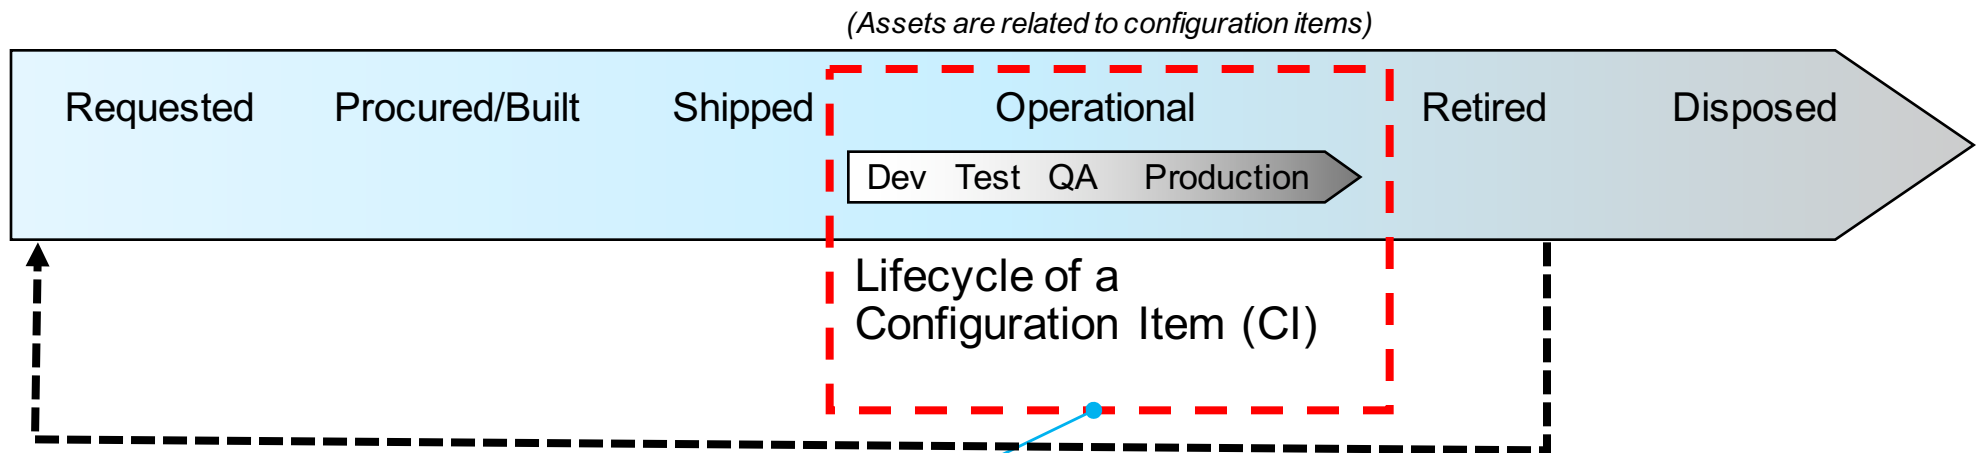 (Assets are related to configuration items)
Requested Procured/Built Shipped Operational Retired Disposed
Dev Test QA Production
Lifecycle of a
Configuration Item (CI)